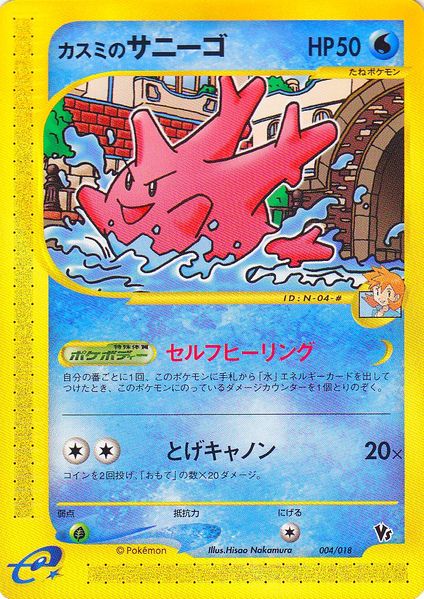 カスミのサニーゴ HP50
たねポケモン
ID:N-04-#
特殊体質
ポケボディー セルフヒーリング
自分の番ごとに1回、このポケモンに手札から「水」エネルギーカードを出して
つけたとき、このポケモンにのっているダメージカウンターを1個とりのぞく。
とげキャノン 20×
コインを2回投げ、「おもて」の数×20ダメージ。
弱点 抵抗力 にげる
© Pokémon Illus.Hisao Nakamura 004/018 VS
e